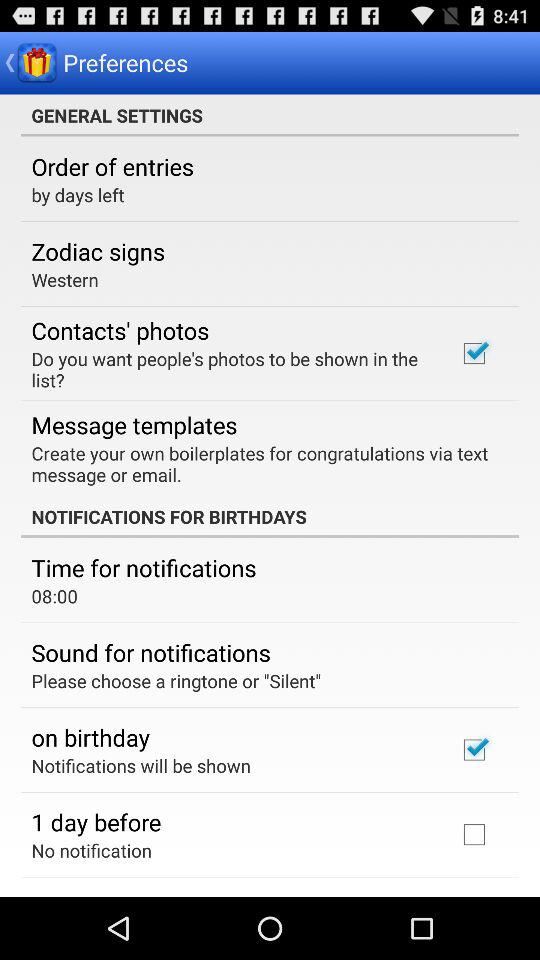 8:41
Preferences
GENERAL SETTINGS
Order of entries
by days left
Zodiac signs
Western
Contacts' photos
Do you want people's photos to be shown in the
list?
Message templates
Create your own boilerplates for congratulations via text
message or email.
NOTIFICATIONS FOR BIRTHDAYS
Time for notifications
08:00
Sound for notifications
Please choose a ringtone or "Silent"
on birthday
Notifications will be shown
1 day before
No notification